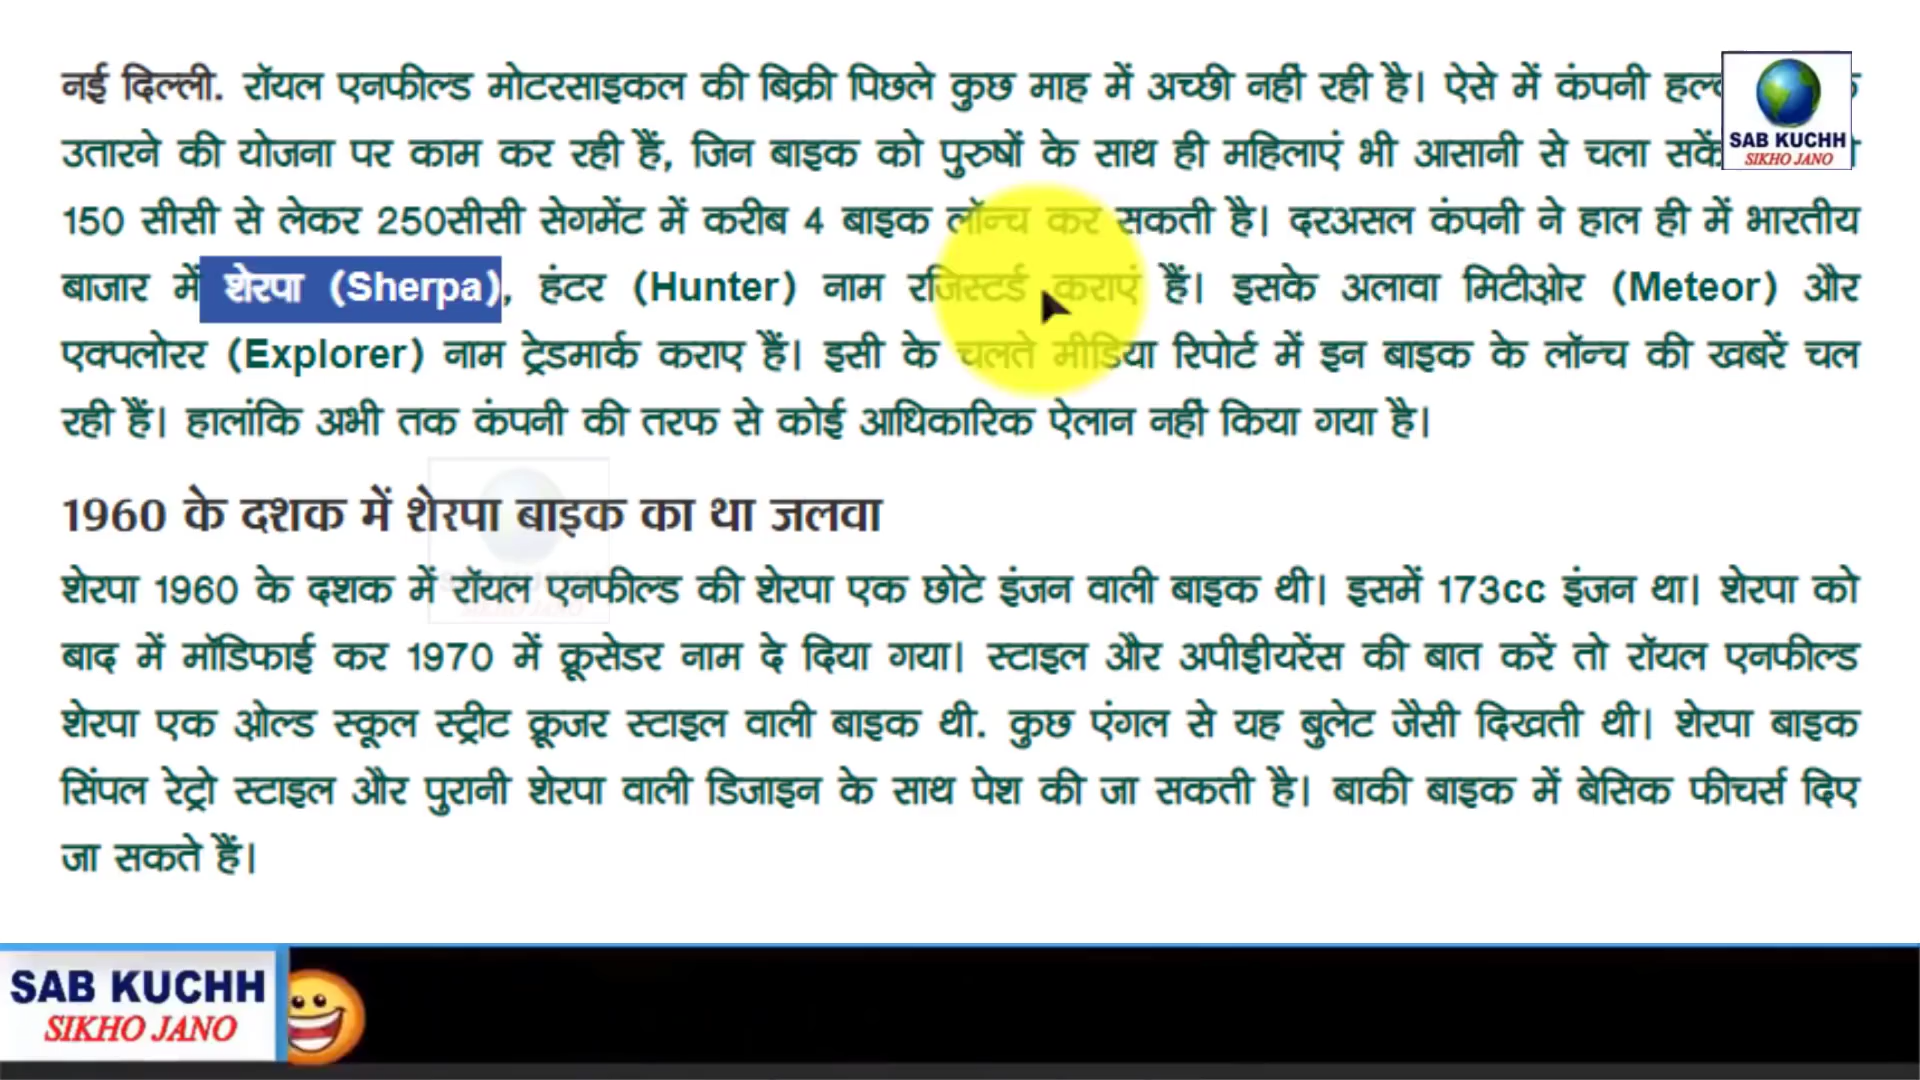 नई दिल्ली. रॉयल एनफील्ड मोटरसाइकल की बिक्री पिछले कुछ माह में अच्छी नहीं रही है। ऐसे में कंपनी
उतारने की योजना पर काम कर रही हैं, जिन बाइक को पुरुषों के साथ ही महिलाएं भी आसानी से चला सकें
150 सीसी से लेकर 250सीसी सेगमेंट में करीब 4 बाइक लॉन्च कर सकती है। दरअसल कंपनी ने हाल ही में भारतीय
बाजार में शेरपा (Sherpa), हंटर (Hunter) नाम रजिस्टर्ड कराएं हैं। इसके अलावा मिटीओर (Meteor) और
एक्पलोरर (Explorer) नाम ट्रेडमार्क कराए हैं। इसी के चलते मीडिया रिपोर्ट में इन बाइक के लॉन्च की खबरें चल
रही हैं। हालांकि अभी तक कंपनी की तरफ से कोई आधिकारिक ऐलान नहीं किया गया है।
1960 के दशक में शेरपा बाइक का था जलवा
शेरपा 1960 के दशक में रॉयल एनफील्ड की शेरपा एक छोटे इंजन वाली बाइक थी। इसमें 173cc इंजन था। शेरपा को
बाद में मॉडिफाई कर 1970 में क्रूसेडर नाम दे दिया गया। स्टाइल और अपीईयरेंस की बात करें तो रॉयल एनफील्ड
शेरपा एक ओल्ड स्कूल स्ट्रीट क्रूजर स्टाइल वाली बाइक थी. कुछ एंगल से यह बुलेट जैसी दिखती थी। शेरपा बाइक
सिंपल रेट्रो स्टाइल और पुरानी शेरपा वाली डिजाइन के साथ पेश की जा सकती है। बाकी बाइक में बेसिक फीचर्स दिए
जा सकते हैं।
SAB KUCHH
SIKHO JANO
SAB KUCHH
SIKHO JANO